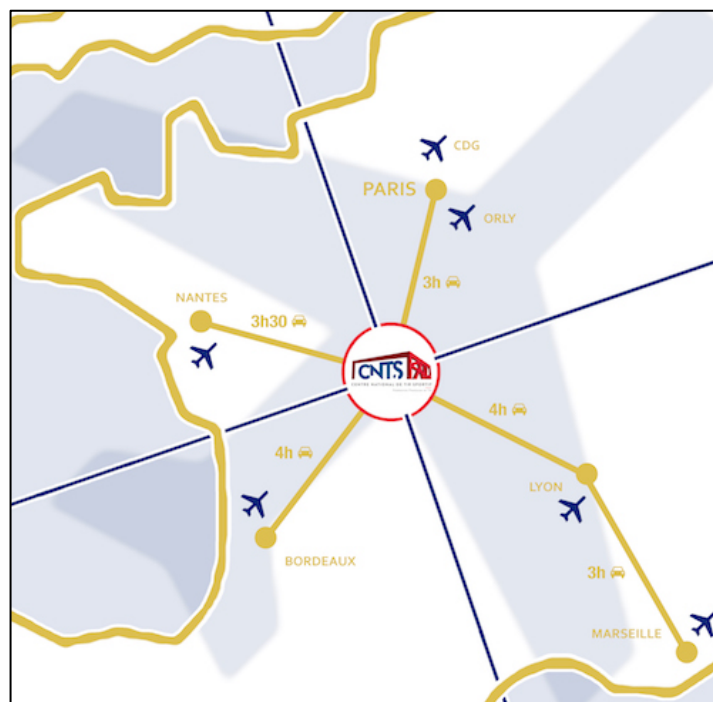 CDG
PARIS
ORLY
3h
NANTES
3h30
CNTS
CENTRE NATIONAL DE TIR SPORTIF
4h
4h
LYON
BORDEAUX
3h
MARSEILLE